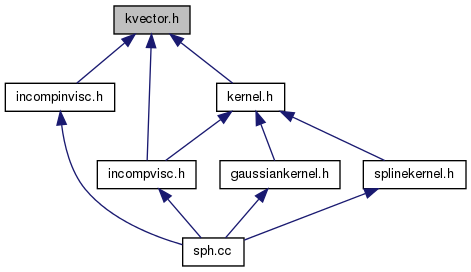 kvector.h
incompinvisc.h
kernel.h
incompvisc.h
gaussiankernel.h
splinekernel.h
sph.cc